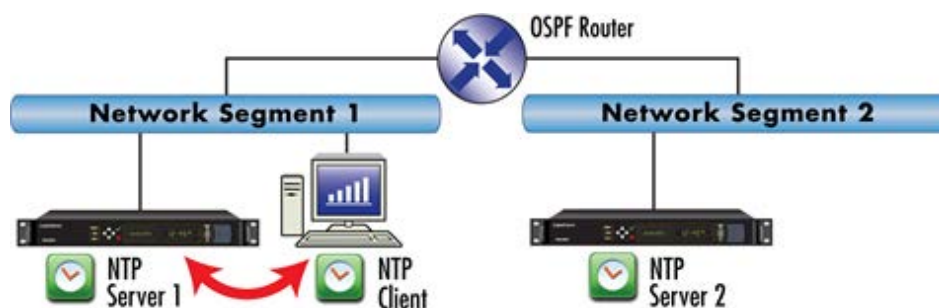 OSPF Router
Network Segment 1
Network Segment 2
NTP
Server 1
NTP
Client
NTP
Server 2